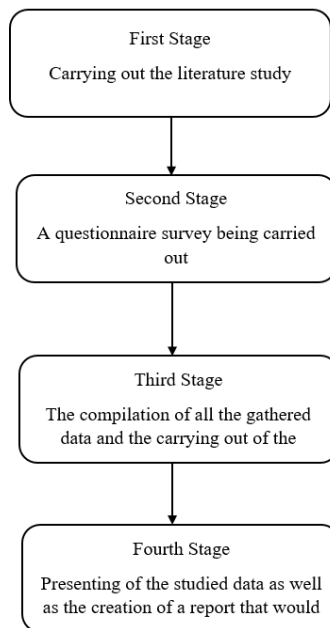 First Stage
Carrying out the literature study
Second Stage
A questionnaire survey being carried
out
Third Stage
The compilation of all the gathered
data and the carrying out of the
Fourth Stage
Presenting of the studied data as well
as the creation of a report that would